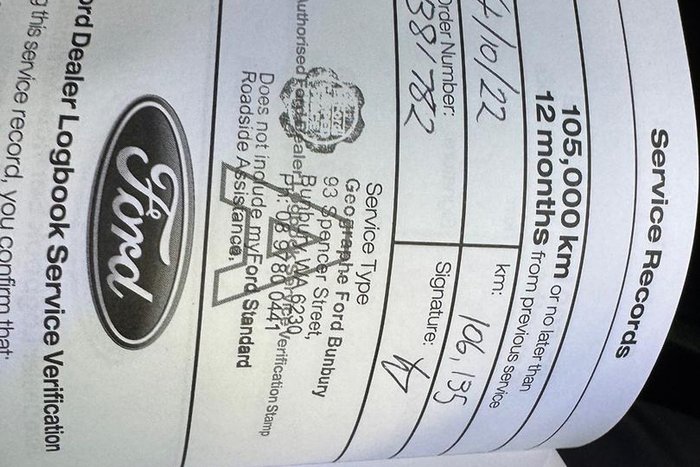 Service Records
105,000 km or no later than
12 months from previous service
/10/22
km: 106,135
Order Number:
381782
Signature:
Service Type
Geographe Ford Bunbury
93 Spencer Street,
Bunbury, WA 6230
Ph: 08 9780 0441
Authorised Ford Dealer Service Verification Stamp
Does not include myFord Standard
Roadside Assistance.
Ford
ord Dealer Logbook Service Verification
g this service record, you confirm that: